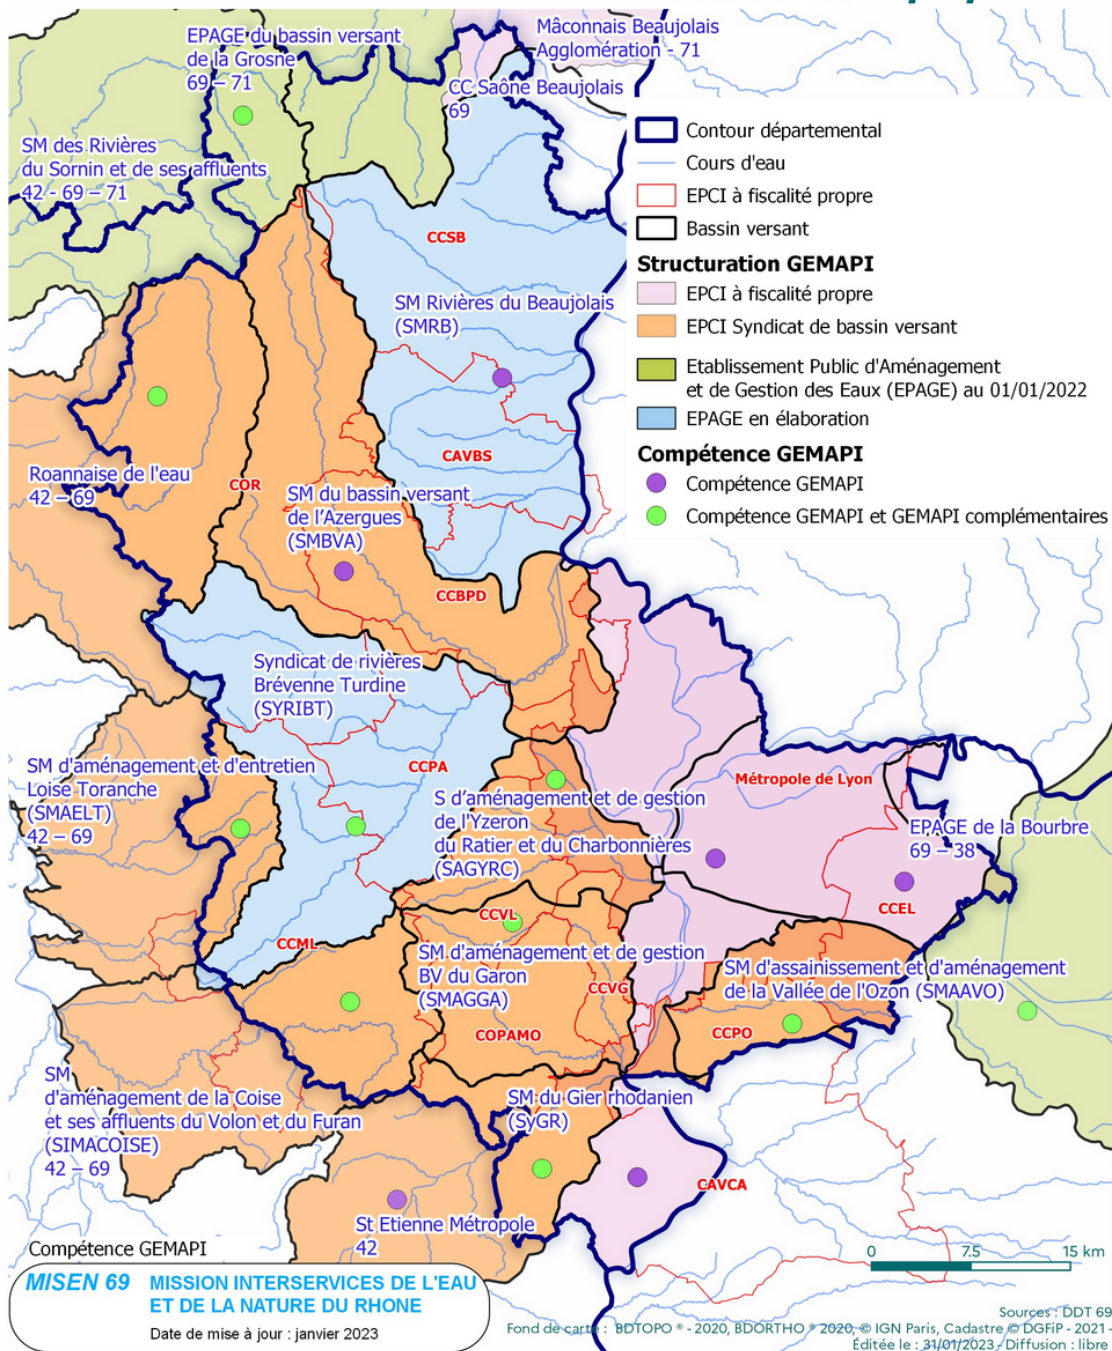 EPAGE du bassin versant
de la Grosne
69 – 71
Mâconnais Beaujolais
Agglomération - 71
CC Saône Beaujolais
69
SM des Rivières
du Sornin et de ses affluents
42 - 69 – 71
Contour départemental
Cours d'eau
EPCI à fiscalité propre
Bassin versant
Structuration GEMAPI
EPCI à fiscalité propre
EPCI Syndicat de bassin versant
Etablissement Public d'Aménagement
et de Gestion des Eaux (EPAGE) au 01/01/2022
EPAGE en élaboration
Compétence GEMAPI
Compétence GEMAPI
Compétence GEMAPI et GEMAPI complémentaires
CCSB
SM Rivières du Beaujolais
(SMRB)
CAVBS
Roannaise de l'eau
42 – 69
COR
SM du bassin versant
de l'Azergues
(SMBVA)
CCBPD
Syndicat de rivières
Brévenne Turdine
(SYRIBT)
CCPA
SM d'aménagement et d'entretien
Loise Toranche
(SMAELT)
42 – 69
S d'aménagement et de gestion
de l'Yzeron
du Ratier et du Charbonnières
(SAGYRC)
Métropole de Lyon
EPAGE de la Bourbre
69 – 38
CCEL
CCVL
CCML
SM d'aménagement et de gestion
BV du Garon
(SMAGGA)
CCVG
COPAMO
SM d'assainissement et d'aménagement
de la Vallée de l'Ozon (SMAAVO)
CCPO
SM
d'aménagement de la Coise
et ses affluents du Volon et du Furan
(SIMACOISE)
42 – 69
SM du Gier rhodanien
(SyGR)
CAVCA
St Etienne Métropole
42
Compétence GEMAPI
0 7.5 15 km
MISEN 69 MISSION INTERSERVICES DE L'EAU
ET DE LA NATURE DU RHONE
Date de mise à jour : janvier 2023
Sources : DDT 69
Fond de carte : BDTOPO ® - 2020, BDORTHO ® 2020, © IGN Paris, Cadastre © DGFiP - 2021 -
Éditée le : 31/01/2023 - Diffusion : libre